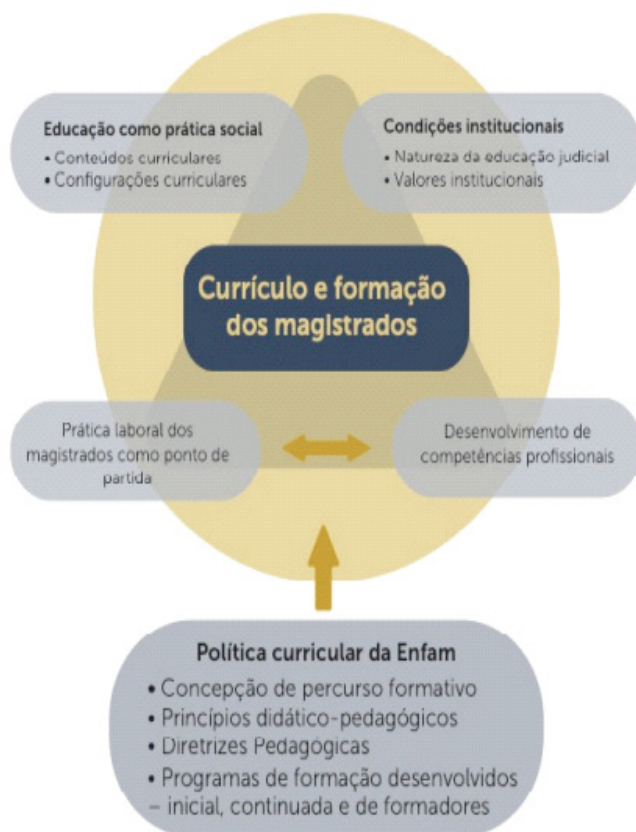 Educação como prática social
• Conteúdos curriculares
• Configurações curriculares
Condições institucionais
• Natureza da educação judicial
• Valores institucionais
Currículo e formação
dos magistrados
Prática laboral dos
magistrados como ponto de
partida
Desenvolvimento de
competências profissionais
Política curricular da Enfam
• Concepção de percurso formativo
• Princípios didático-pedagógicos
• Diretrizes Pedagógicas
• Programas de formação desenvolvidos
– inicial, continuada e de formadores